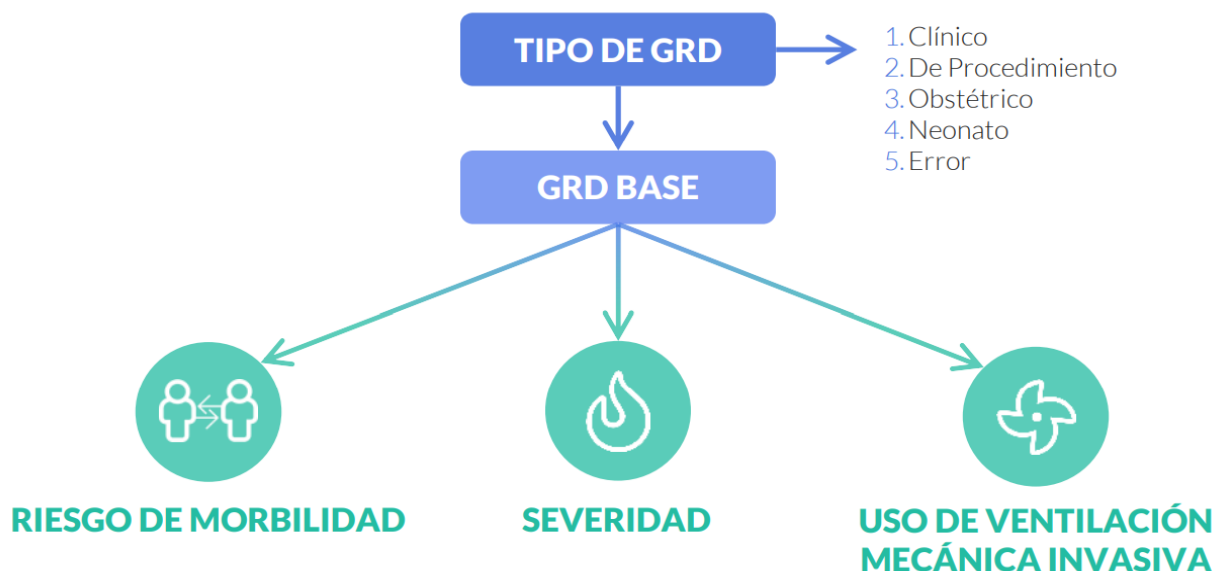 TIPO DE GRD
1. Clínico
2. De Procedimiento
3. Obstétrico
4. Neonato
5. Error
GRD BASE
RIESGO DE MORBILIDAD
SEVERIDAD
USO DE VENTILACIÓN
MECÁNICA INVASIVA